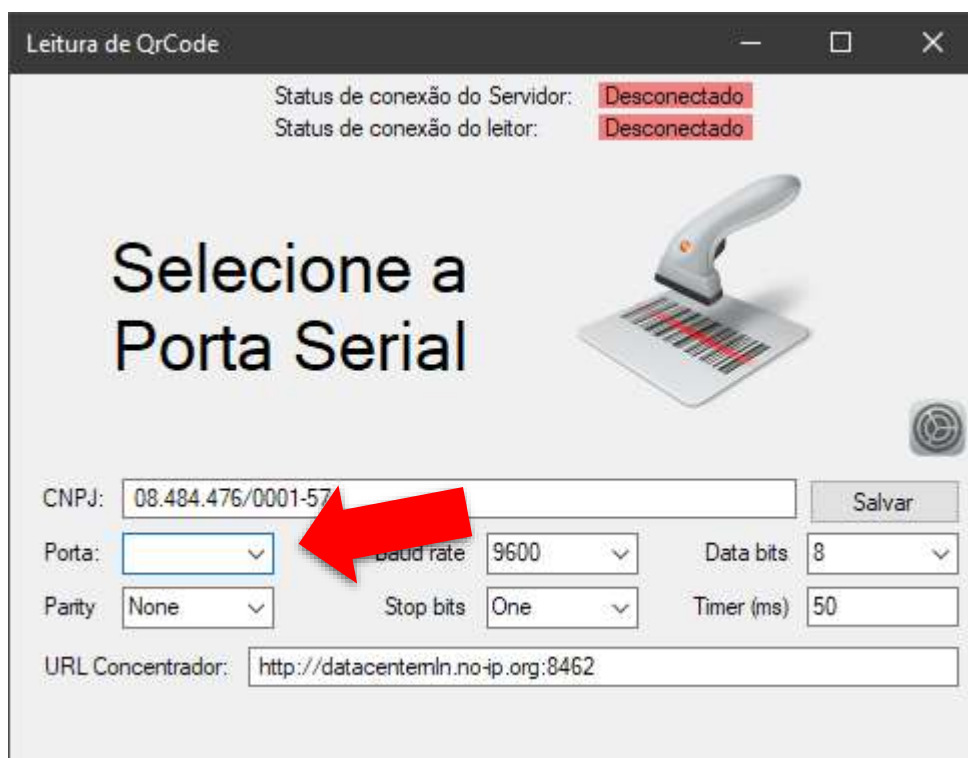 Leitura de QrCode
Status de conexão do Servidor: Desconectado
Status de conexão do leitor: Desconectado
Selecione a
Porta Serial
CNPJ: 08.484.476/0001-57 Salvar
Porta: Baud rate 9600 Data bits 8
Parity None Stop bits One Timer (ms) 50
URL Concentrador: http://datacentemln.no-ip.org:8462